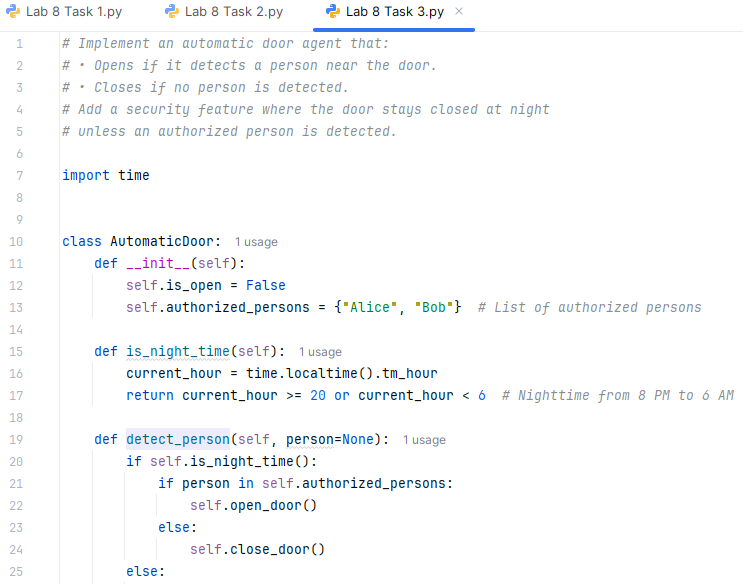 Lab 8 Task 1.py Lab 8 Task 2.py Lab 8 Task 3.py ×
1 # Implement an automatic door agent that:
2 # • Opens if it detects a person near the door.
3 # • Closes if no person is detected.
4 # Add a security feature where the door stays closed at night
5 # unless an authorized person is detected.
6
7 import time
8
9
10 class AutomaticDoor: 1 usage
11     def __init__(self):
12         self.is_open = False
13         self.authorized_persons = {"Alice", "Bob"}  # List of authorized persons
14
15     def is_night_time(self): 1 usage
16         current_hour = time.localtime().tm_hour
17         return current_hour >= 20 or current_hour < 6  # Nighttime from 8 PM to 6 AM
18
19     def detect_person(self, person=None): 1 usage
20         if self.is_night_time():
21             if person in self.authorized_persons:
22                 self.open_door()
23             else:
24                 self.close_door()
25         else: